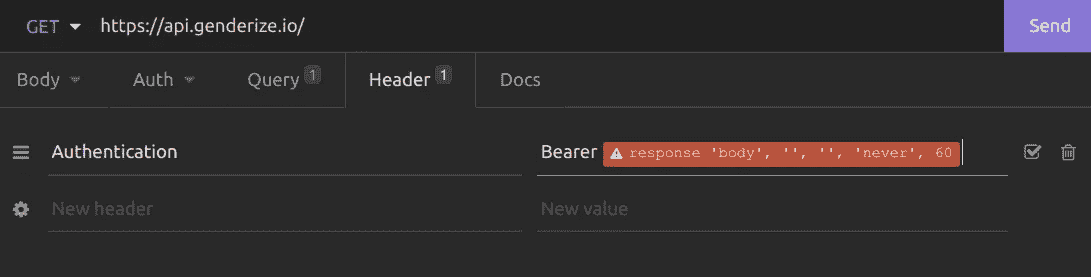 GET https://api.genderize.io/ Send
Body Auth Query 1 Header 1 Docs
Authentication Bearer response 'body', '', '', 'never', 60
New header New value